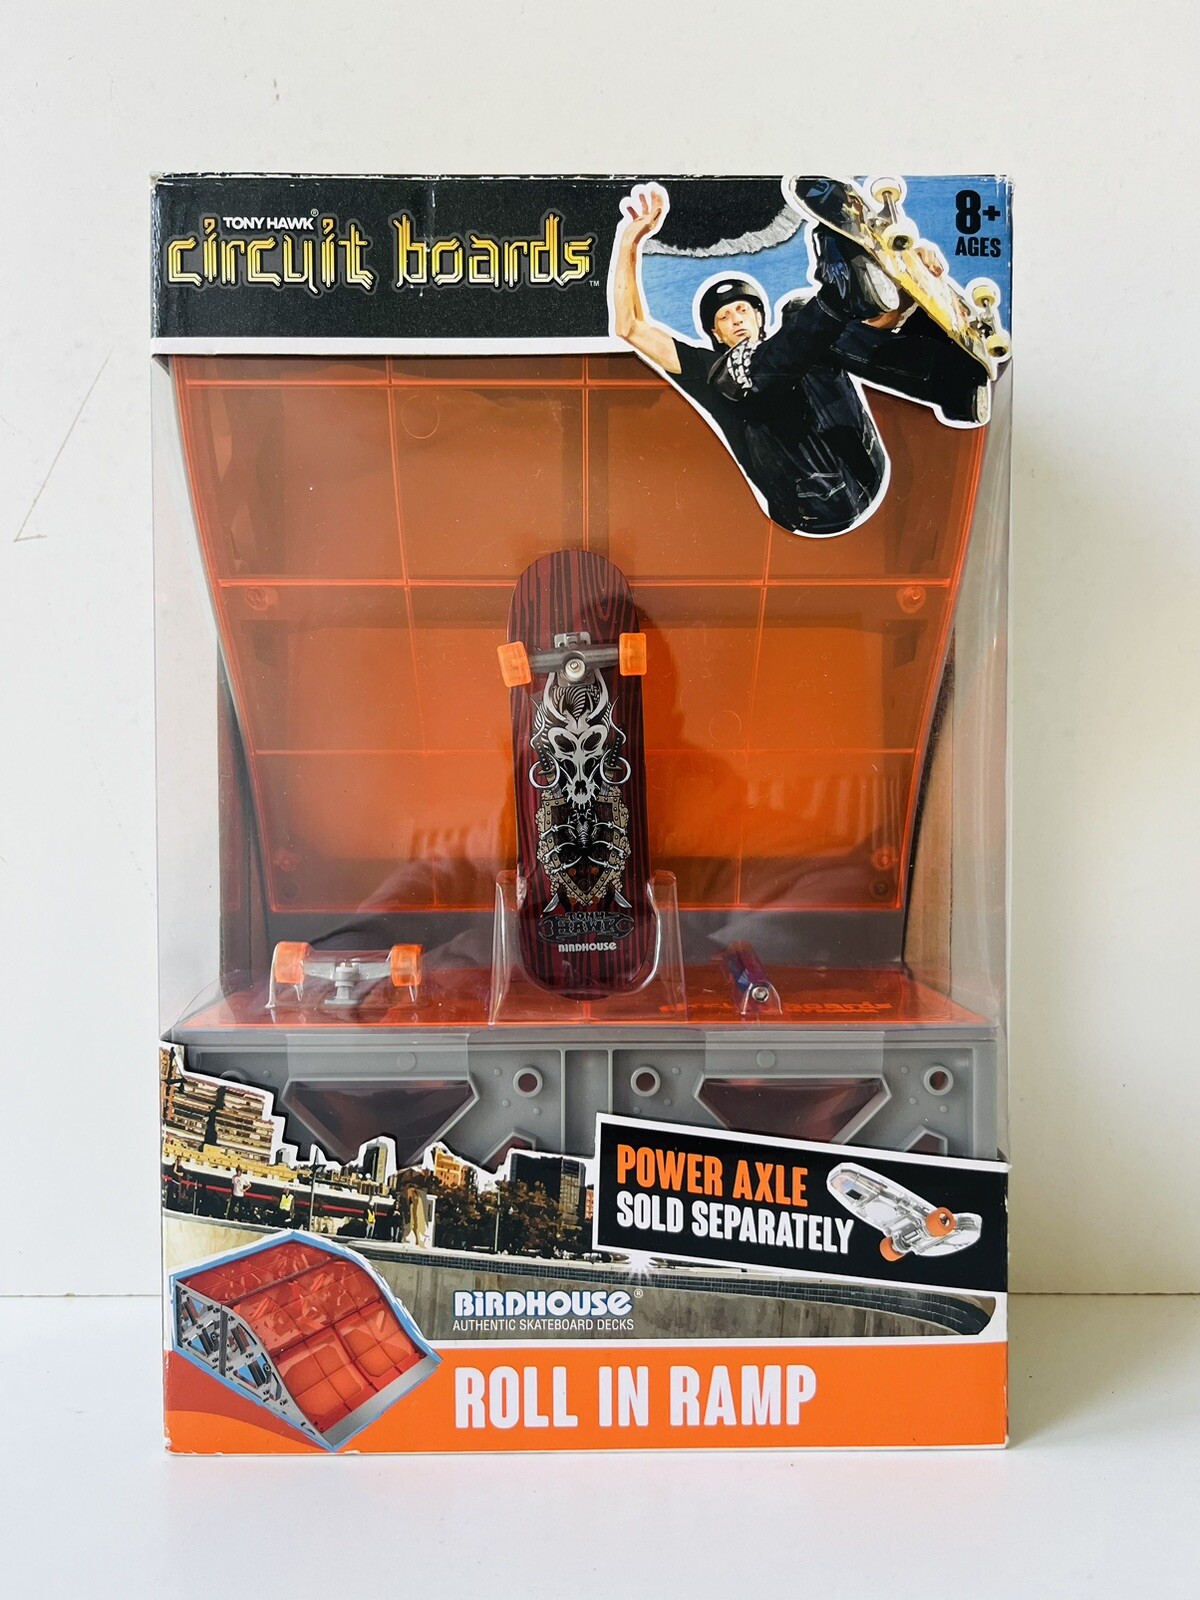 TONY HAWK®
circuit boards™
8+
AGES
TONY
HAWK
BIRDHOUSE
circuit boards
POWER AXLE
SOLD SEPARATELY
BIRDHOUSE®
AUTHENTIC SKATEBOARD DECKS
ROLL IN RAMP